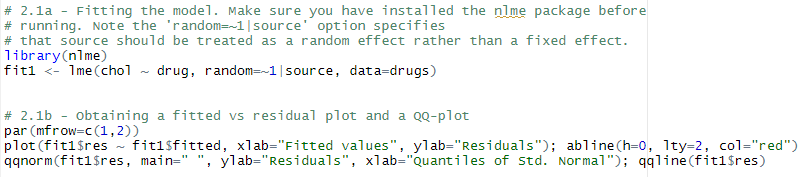 # 2.1a - Fitting the model. Make sure you have installed the nlme package before
# running. Note the 'random=~1|source' option specifies
# that source should be treated as a random effect rather than a fixed effect.
library(nlme)
fit1 <- lme(chol ~ drug, random=~1|source, data=drugs)
# 2.1b - Obtaining a fitted vs residual plot and a QQ-plot
par(mfrow=c(1,2))
plot(fit1$res ~ fit1$fitted, xlab="Fitted values", ylab="Residuals"); abline(h=0, lty=2, col="red")
qqnorm(fit1$res, main=" ", ylab="Residuals", xlab="Quantiles of Std. Normal"); qqline(fit1$res)